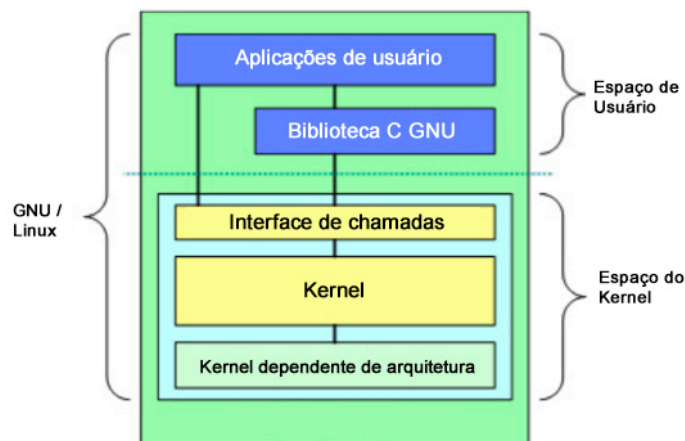 Aplicações de usuário
Biblioteca C GNU
Espaço de
Usuário
GNU /
Linux
Interface de chamadas
Kernel
Kernel dependente de arquitetura
Espaço do
Kernel